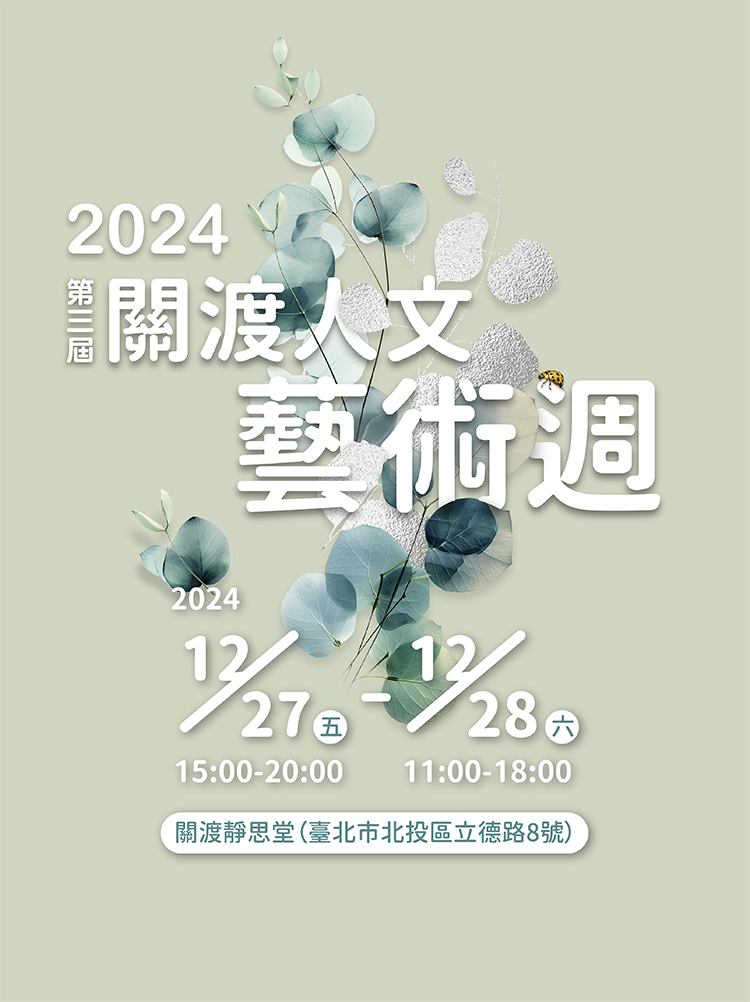 2024
第三屆
關渡人文
藝術週
2024
12/27 五 - 12/28 六
15:00-20:00 11:00-18:00
關渡靜思堂(臺北市北投區立德路8號)